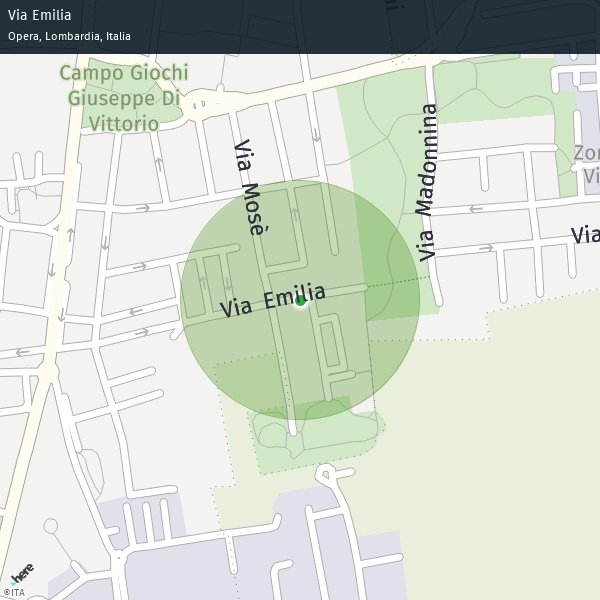 Via Emilia
Opera, Lombardia, Italia
Campo Giochi
Giuseppe Di
Vittorio
Via Mosè
Via Madonnina
Zon
Vi
Via
Via Emilia
here
©ITA